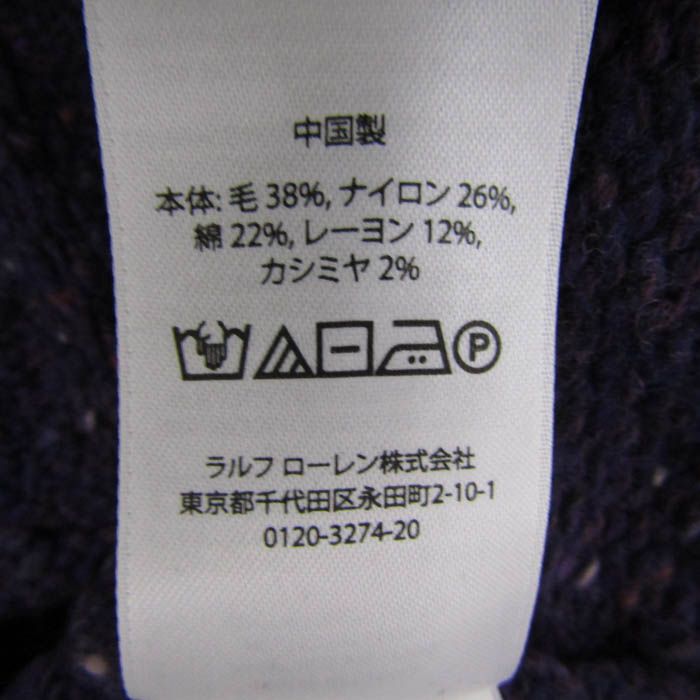 中国製
本体: 毛 38%, ナイロン 26%,
綿 22%, レーヨン 12%,
カシミヤ 2%
P
ラルフ ローレン株式会社
東京都千代田区永田町2-10-1
0120-3274-20